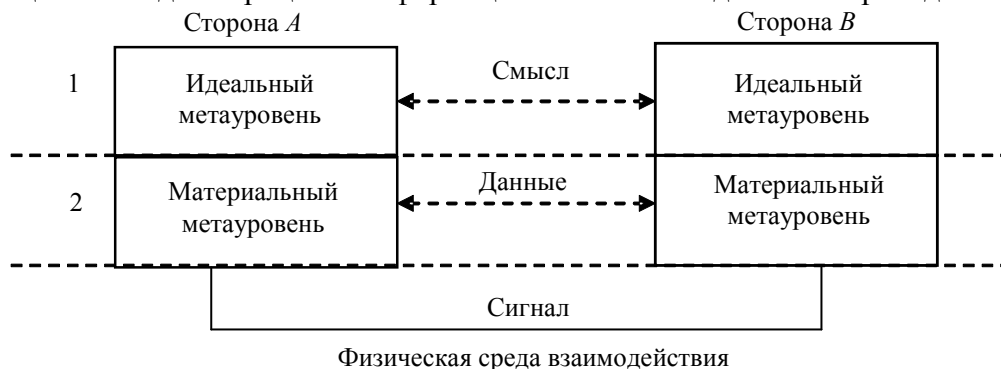 Сторона A Сторона B
1 Идеальный Смысл Идеальный
метауровень метауровень
2 Материальный Данные Материальный
метауровень метауровень
Сигнал
Физическая среда взаимодействия